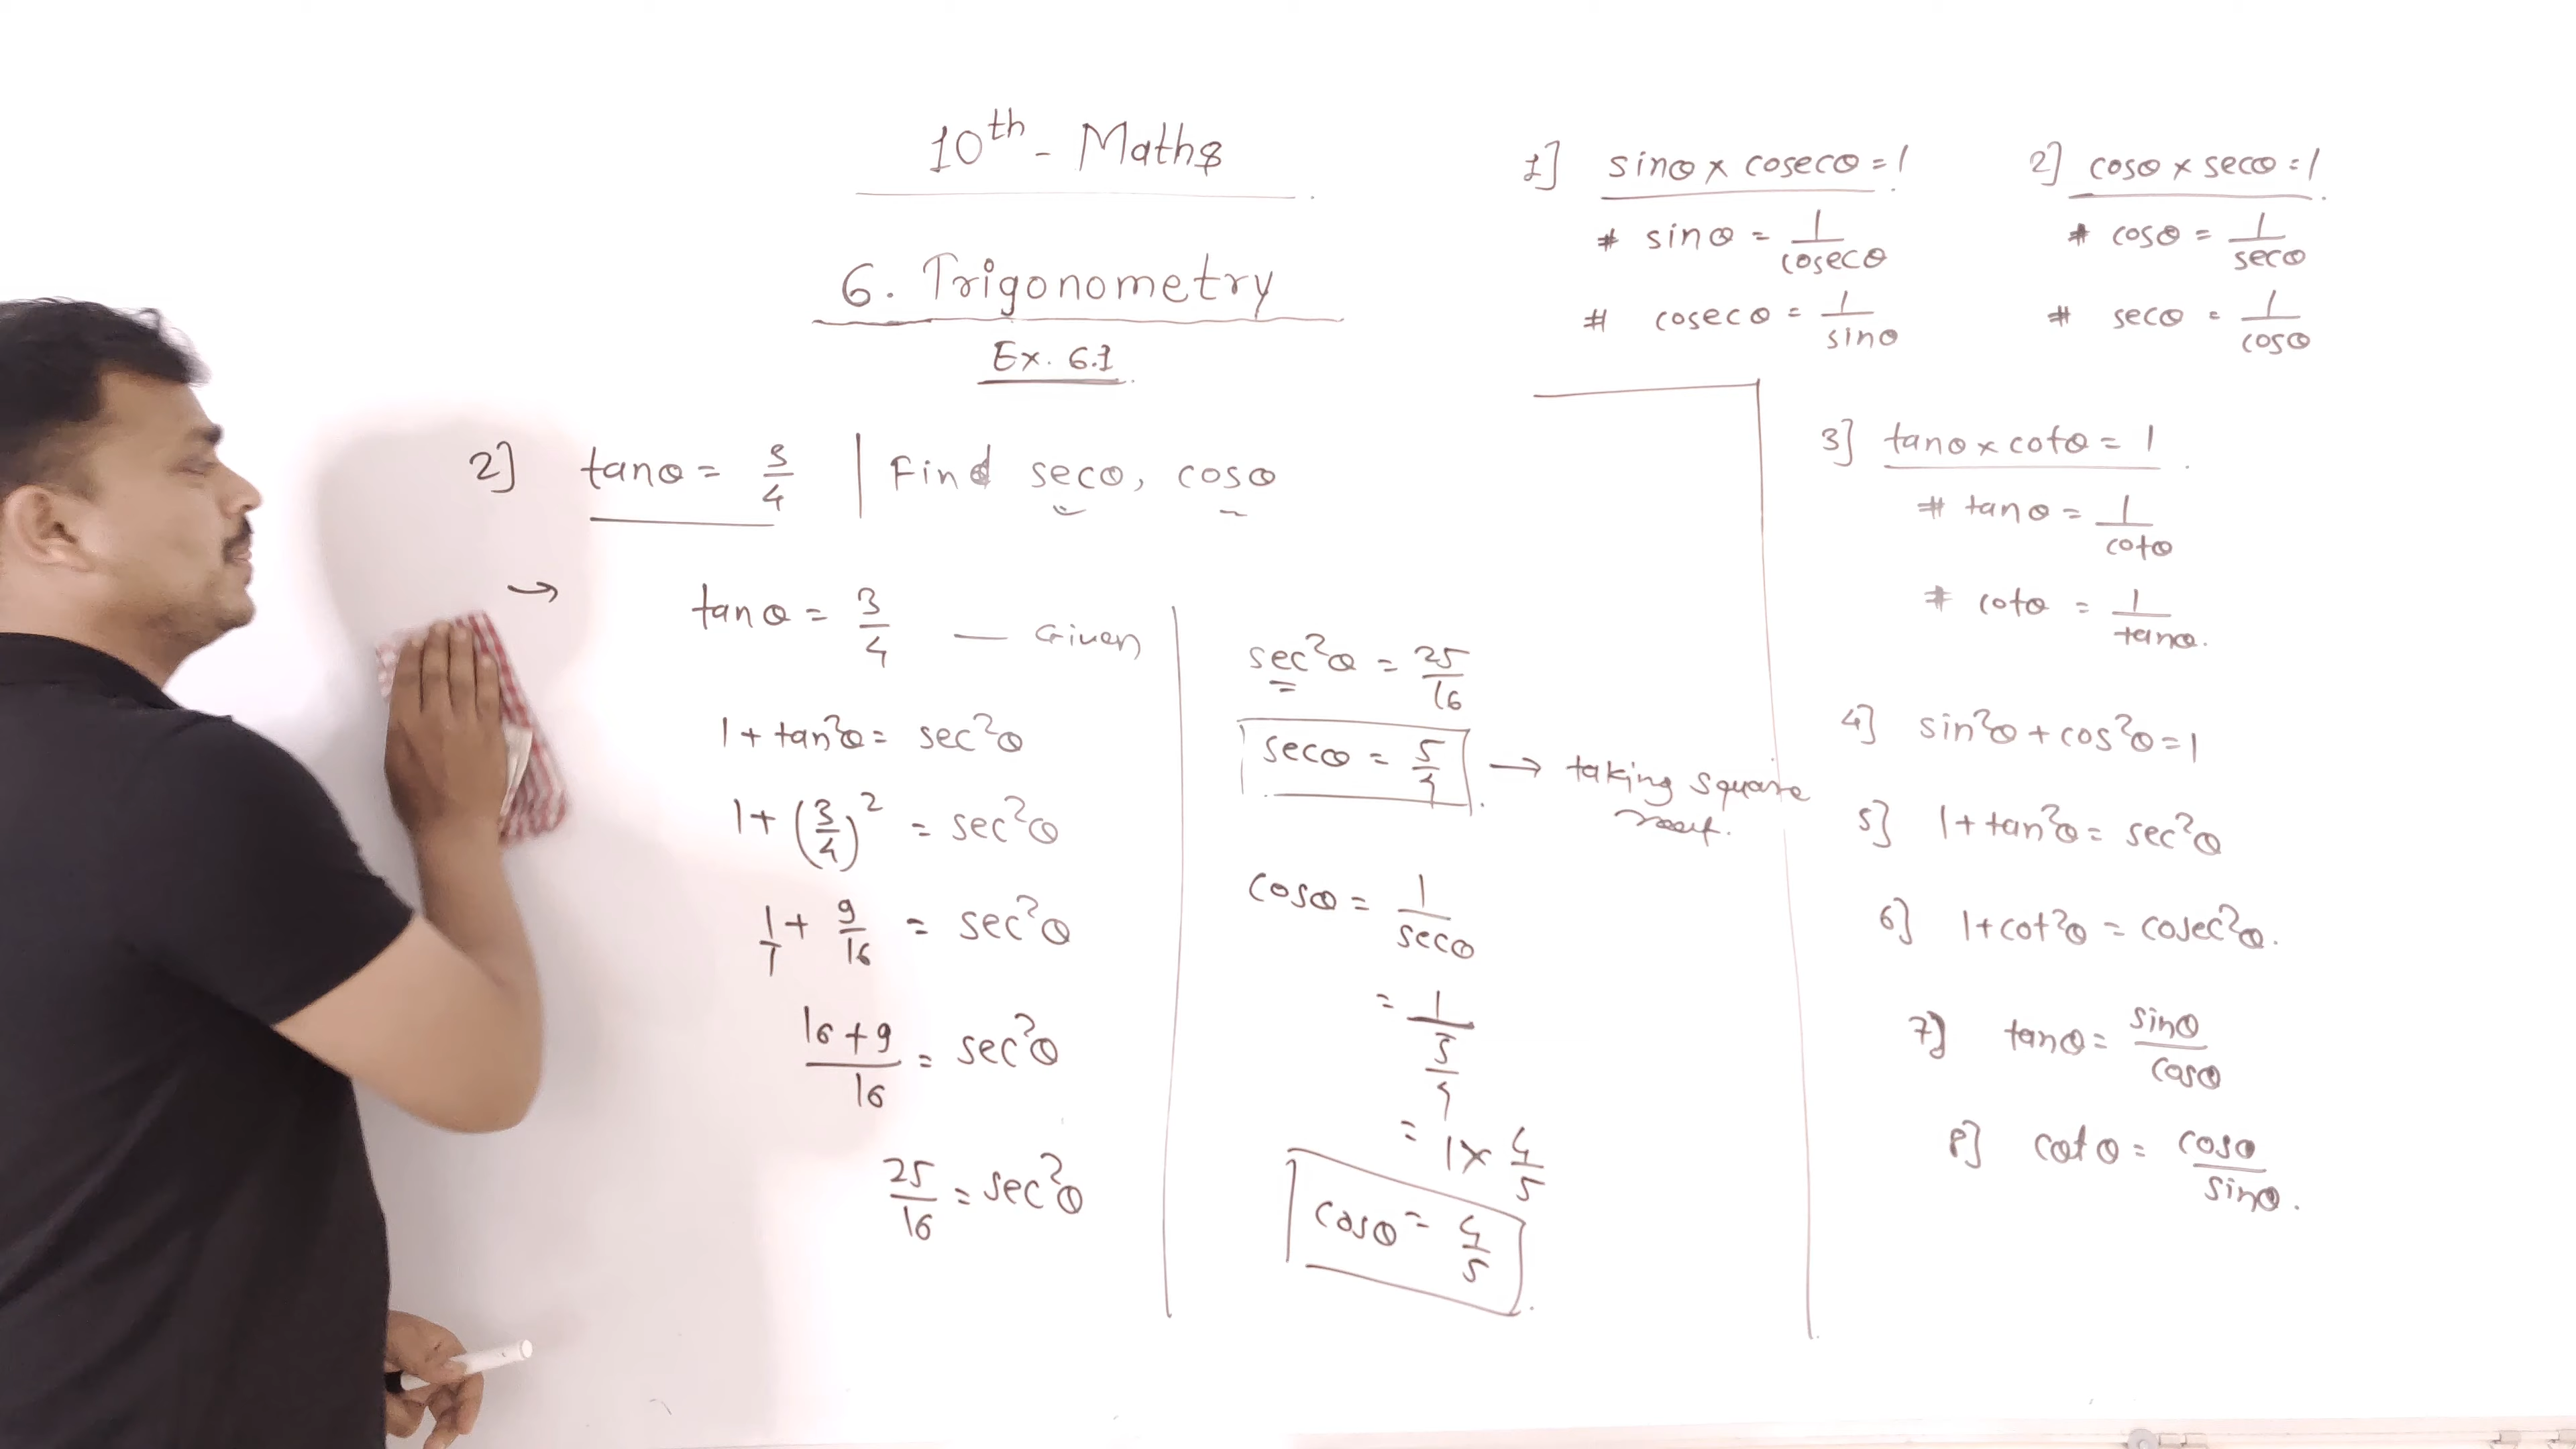 10th - Maths
6. Trigonometry
Ex. 6.1
2] tanθ = 3/4 | Find secθ, cosθ
→ tanθ = 3/4 — Given
1 + tan²θ = sec²θ
1 + (3/4)² = sec²θ
1/1 + 9/16 = sec²θ
16+9/16 = sec²θ
25/16 = sec²θ
sec²θ = 25/16
secθ = 5/4 → taking square
root.
cosθ = 1/secθ
= 1/(5/4)
= 1 × 4/5
cosθ = 4/5
1] sinθ × cosecθ = 1
# sinθ = 1/cosecθ
# cosecθ = 1/sinθ
2] cosθ × secθ = 1
# cosθ = 1/secθ
# secθ = 1/cosθ
3] tanθ × cotθ = 1
# tanθ = 1/cotθ
# cotθ = 1/tanθ.
4] sin²θ + cos²θ = 1
5] 1 + tan²θ = sec²θ
6] 1 + cot²θ = cosec²θ.
7] tanθ = sinθ/cosθ
8] cotθ = cosθ/sinθ.